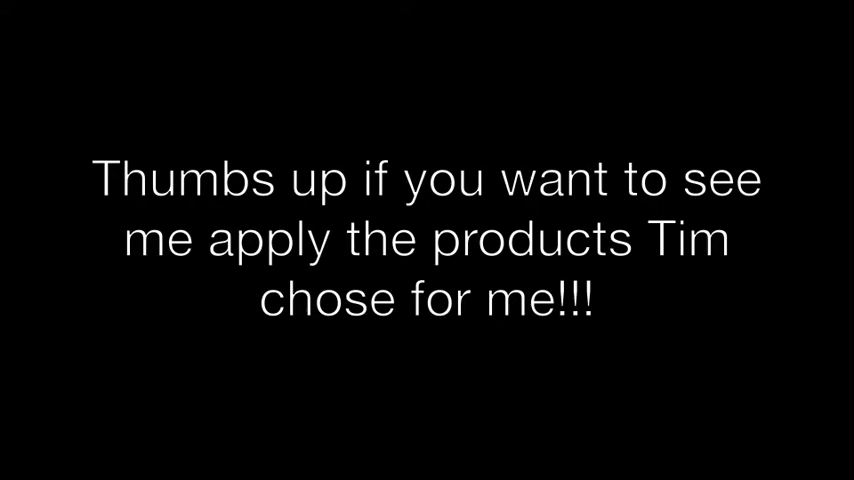 Thumbs up if you want to see
me apply the products Tim
chose for me!!!